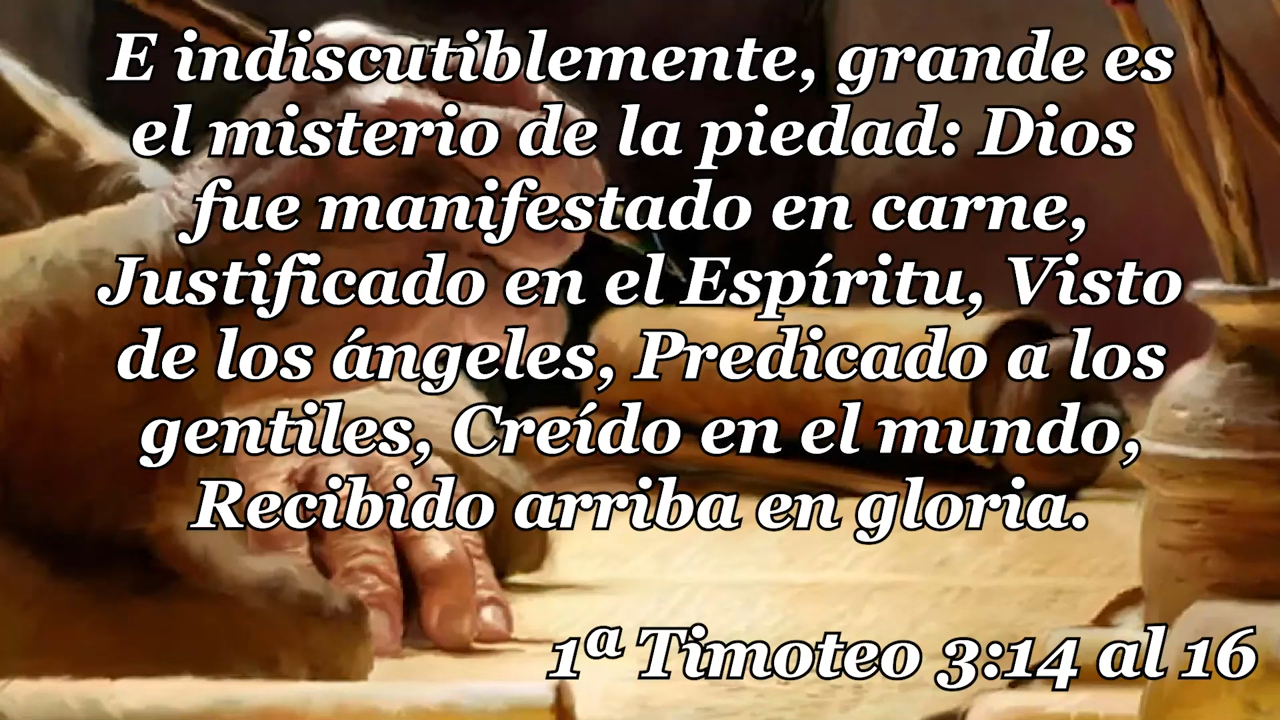 E indiscutiblemente, grande es
el misterio de la piedad: Dios
fue manifestado en carne,
Justificado en el Espíritu, Visto
de los ángeles, Predicado a los
gentiles, Creído en el mundo,
Recibido arriba en gloria.
1ª Timoteo 3:14 al 16